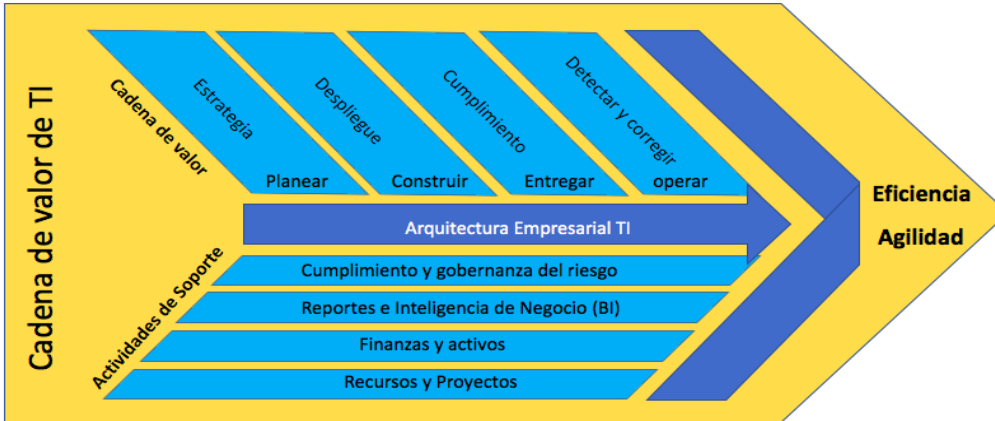 Cadena de valor de TI
Cadena de valor
Estrategia
Planear
Despliegue
Construir
Cumplimiento
Entregar
Detectar y corregir
operar
Arquitectura Empresarial TI
Actividades de Soporte
Cumplimiento y gobernanza del riesgo
Reportes e Inteligencia de Negocio (BI)
Finanzas y activos
Recursos y Proyectos
Eficiencia
Agilidad